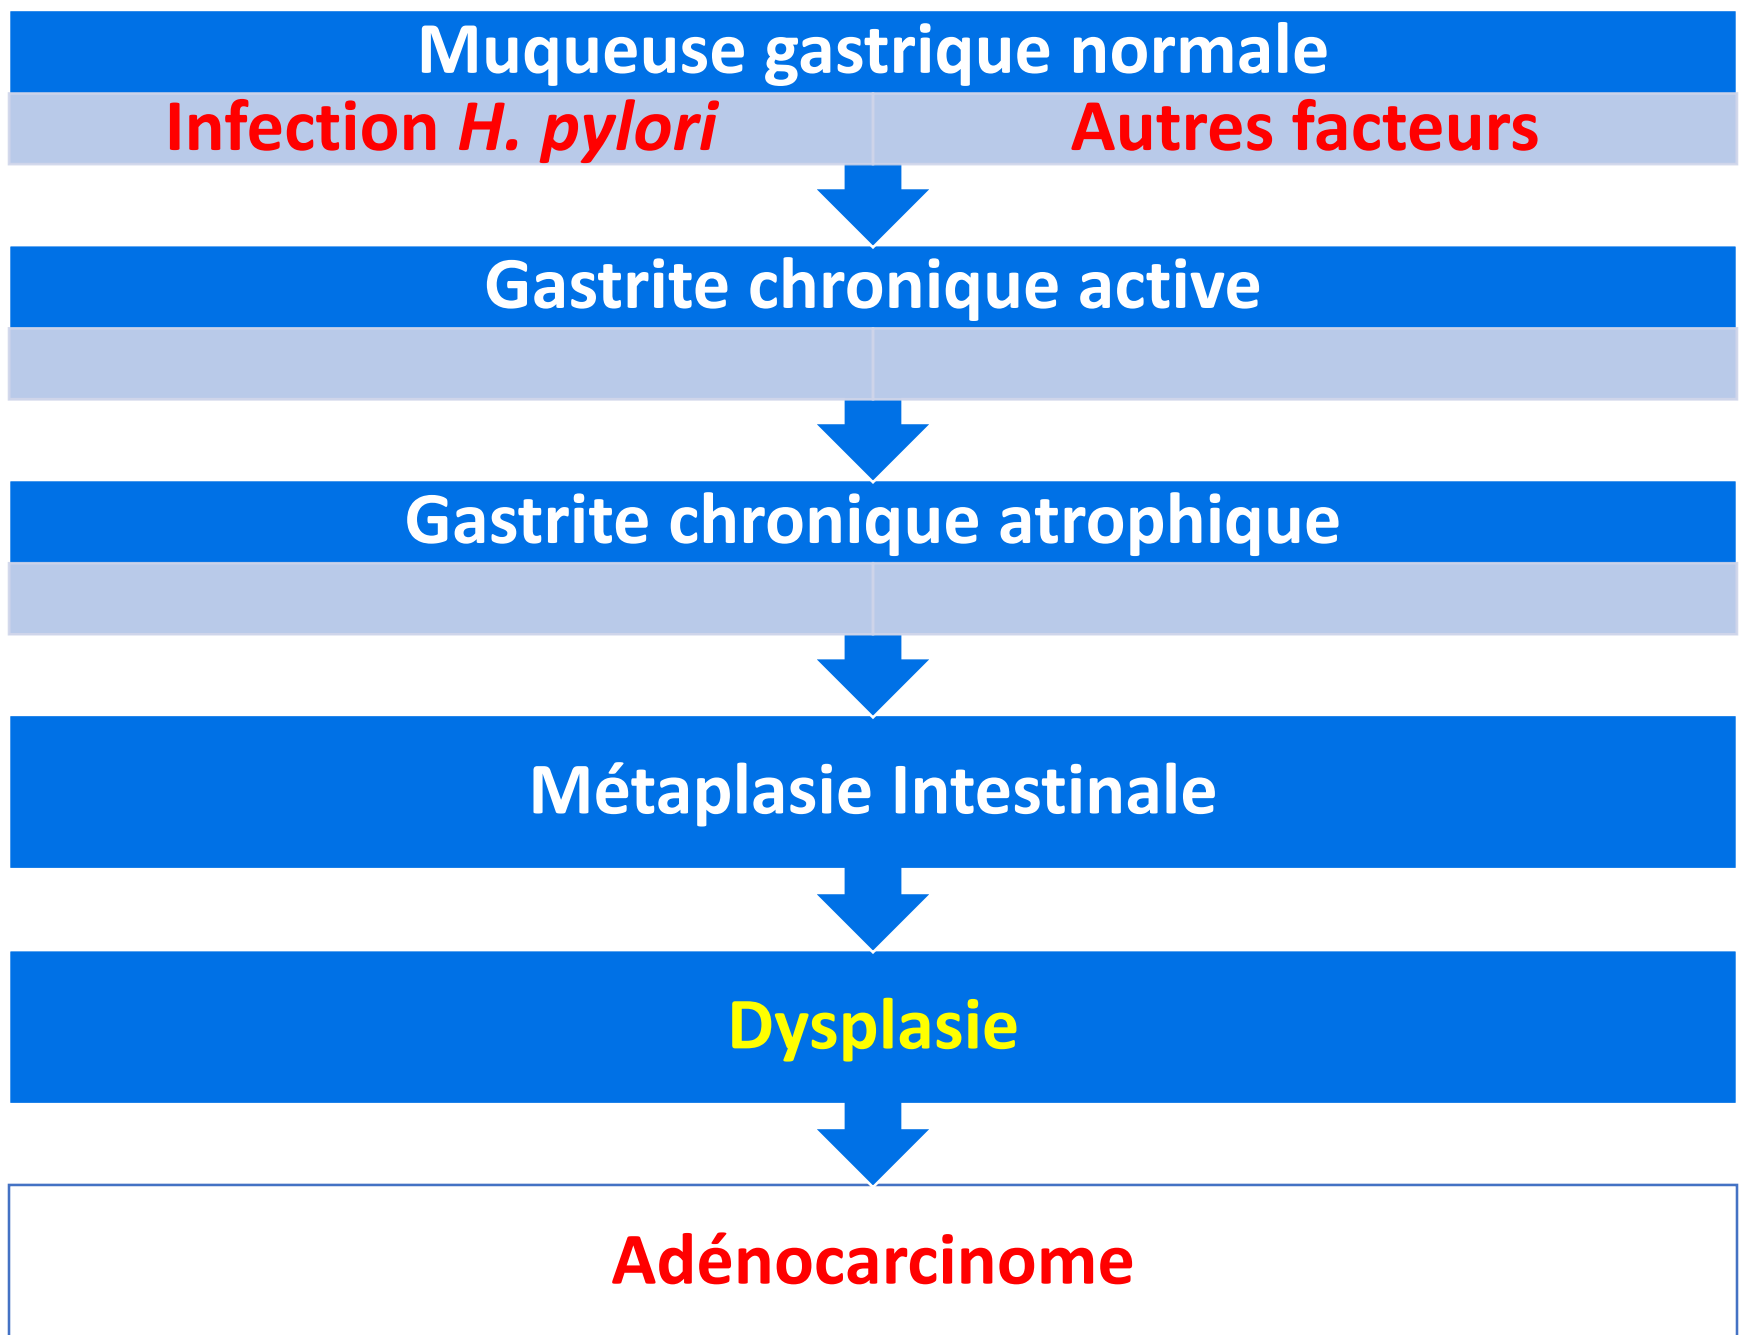 Muqueuse gastrique normale
Infection H. pylori
Autres facteurs
Gastrite chronique active
Gastrite chronique atrophique
Métaplasie Intestinale
Dysplasie
Adénocarcinome